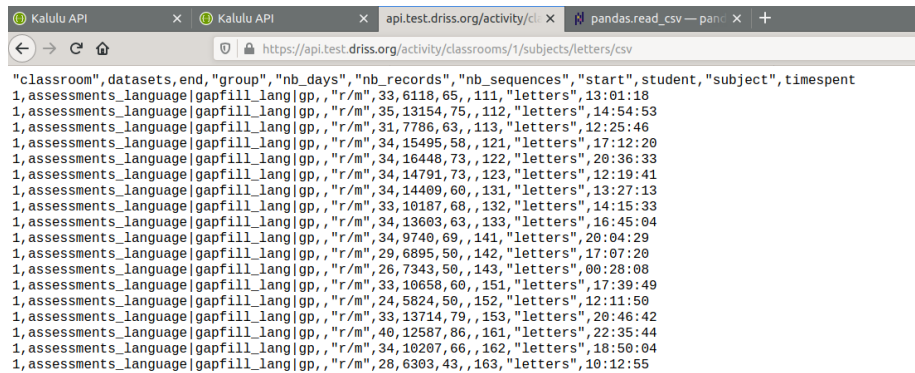 Kalulu API
Kalulu API
api.test.driss.org/activity/cl
pandas.read_csv — pand
https://api.test.driss.org/activity/classrooms/1/subjects/letters/csv
"classroom",datasets,end,"group","nb_days","nb_records","nb_sequences","start",student,"subject",timespent
1,assessments_language|gapfill_lang|gp,,"r/m",33,6118,65,,111,"letters",13:01:18
1,assessments_language|gapfill_lang|gp,,"r/m",35,13154,75,,112,"letters",14:54:53
1,assessments_language|gapfill_lang|gp,,"r/m",31,7786,63,,113,"letters",12:25:46
1,assessments_language|gapfill_lang|gp,,"r/m",34,15495,58,,121,"letters",17:12:20
1,assessments_language|gapfill_lang|gp,,"r/m",34,16448,73,,122,"letters",20:36:33
1,assessments_language|gapfill_lang|gp,,"r/m",34,14791,73,,123,"letters",12:19:41
1,assessments_language|gapfill_lang|gp,,"r/m",34,14409,60,,131,"letters",13:27:13
1,assessments_language|gapfill_lang|gp,,"r/m",33,10187,68,,132,"letters",14:15:33
1,assessments_language|gapfill_lang|gp,,"r/m",34,13603,63,,133,"letters",16:45:04
1,assessments_language|gapfill_lang|gp,,"r/m",34,9740,69,,141,"letters",20:04:29
1,assessments_language|gapfill_lang|gp,,"r/m",29,6895,50,,142,"letters",17:07:20
1,assessments_language|gapfill_lang|gp,,"r/m",26,7343,50,,143,"letters",00:28:08
1,assessments_language|gapfill_lang|gp,,"r/m",33,10658,60,,151,"letters",17:39:49
1,assessments_language|gapfill_lang|gp,,"r/m",24,5824,50,,152,"letters",12:11:50
1,assessments_language|gapfill_lang|gp,,"r/m",33,13714,79,,153,"letters",20:46:42
1,assessments_language|gapfill_lang|gp,,"r/m",40,12587,86,,161,"letters",22:35:44
1,assessments_language|gapfill_lang|gp,,"r/m",34,10207,66,,162,"letters",18:50:04
1,assessments_language|gapfill_lang|gp,,"r/m",28,6303,43,,163,"letters",10:12:55